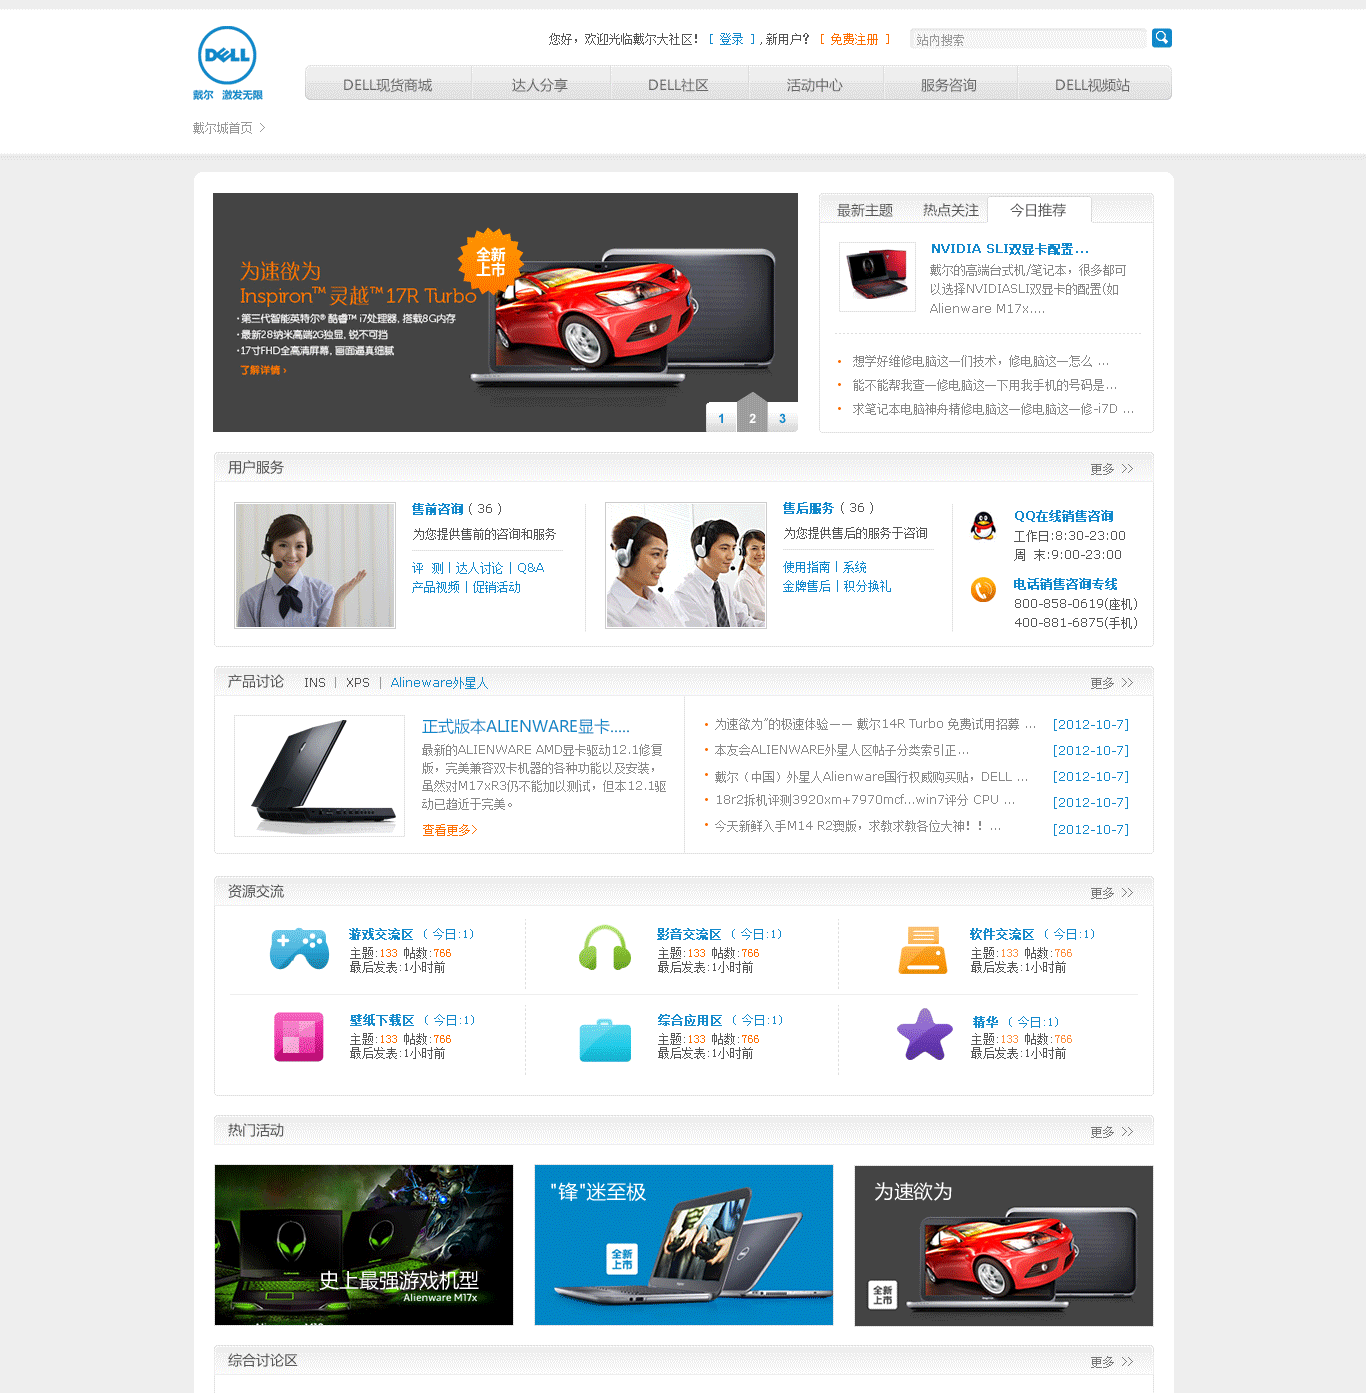 DELL
戴尔 激发无限
您好，欢迎光临戴尔大社区！ [ 登录 ] , 新用户？ [ 免费注册 ]
站内搜索
DELL现货商城 达人分享 DELL社区 活动中心 服务咨询 DELL视频站
戴尔城首页 >
为速欲为
Inspiron™ 灵越™ 17R Turbo
·第三代智能英特尔® 酷睿™ i7处理器, 搭载8G内存
·最新28纳米高端2G独显, 锐不可挡
·17寸FHD全高清屏幕, 画面逼真细腻
了解详情 ›
全新
上市
1 2 3
最新主题 热点关注 今日推荐
NVIDIA SLI双显卡配置...
戴尔的高端台式机/笔记本，很多都可
以选择NVIDIASLI双显卡的配置(如
Alienware M17x....
• 想学好维修电脑这一们技术，修电脑这一怎么 ...
• 能不能帮我查一修电脑这一下用我手机的号码是...
• 求笔记本电脑神舟精修电脑这一修电脑这一修-i7D ...
用户服务 更多 >>
售前咨询 ( 36 )
为您提供售前的咨询和服务
评 测 | 达人讨论 | Q&A
产品视频 | 促销活动
售后服务 ( 36 )
为您提供售后的服务于咨询
使用指南 | 系统
金牌售后 | 积分换礼
QQ在线销售咨询
工作日:8:30-23:00
周 末:9:00-23:00
电话销售咨询专线
800-858-0619(座机)
400-881-6875(手机)
产品讨论 INS | XPS | Alineware外星人 更多 >>
正式版本ALIENWARE显卡.....
最新的ALIENWARE AMD显卡驱动12.1修复
版，完美兼容双卡机器的各种功能以及安装，
虽然对M17xR3仍不能加以测试，但本12.1驱
动已趋近于完美。
查看更多>
• 为速欲为”的极速体验—— 戴尔14R Turbo 免费试用招募 ... [2012-10-7]
• 本友会ALIENWARE外星人区帖子分类索引正... [2012-10-7]
• 戴尔（中国）外星人Alienware国行权威购买贴，DELL ... [2012-10-7]
• 18r2拆机评测3920xm+7970mcf...win7评分 CPU ... [2012-10-7]
• 今天新鲜入手M14 R2澳版，求教求教各位大神！！... [2012-10-7]
资源交流 更多 >>
游戏交流区 （ 今日:1）
主题:133 帖数:766
最后发表:1小时前
影音交流区 （ 今日:1）
主题:133 帖数:766
最后发表:1小时前
软件交流区 （ 今日:1）
主题:133 帖数:766
最后发表:1小时前
壁纸下载区 （ 今日:1）
主题:133 帖数:766
最后发表:1小时前
综合应用区 （ 今日:1）
主题:133 帖数:766
最后发表:1小时前
精华 （ 今日:1）
主题:133 帖数:766
最后发表:1小时前
热门活动 更多 >>
史上最强游戏机型
Alienware M17x
"锋"迷至极
全新
上市
为速欲为
全新
上市
综合讨论区 更多 >>